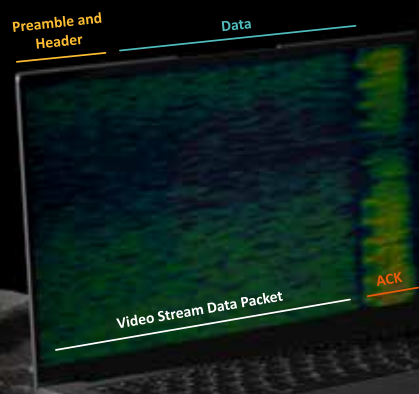 Preamble and
Header
Data
Video Stream Data Packet
ACK